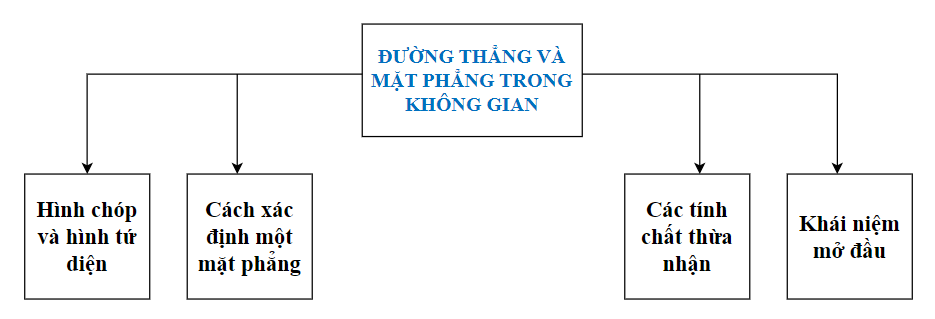 ĐƯỜNG THẲNG VÀ
MẶT PHẲNG TRONG
KHÔNG GIAN
Hình chóp
và hình tứ
diện
Cách xác
định một
mặt phẳng
Các tính
chất thừa
nhận
Khái niệm
mở đầu